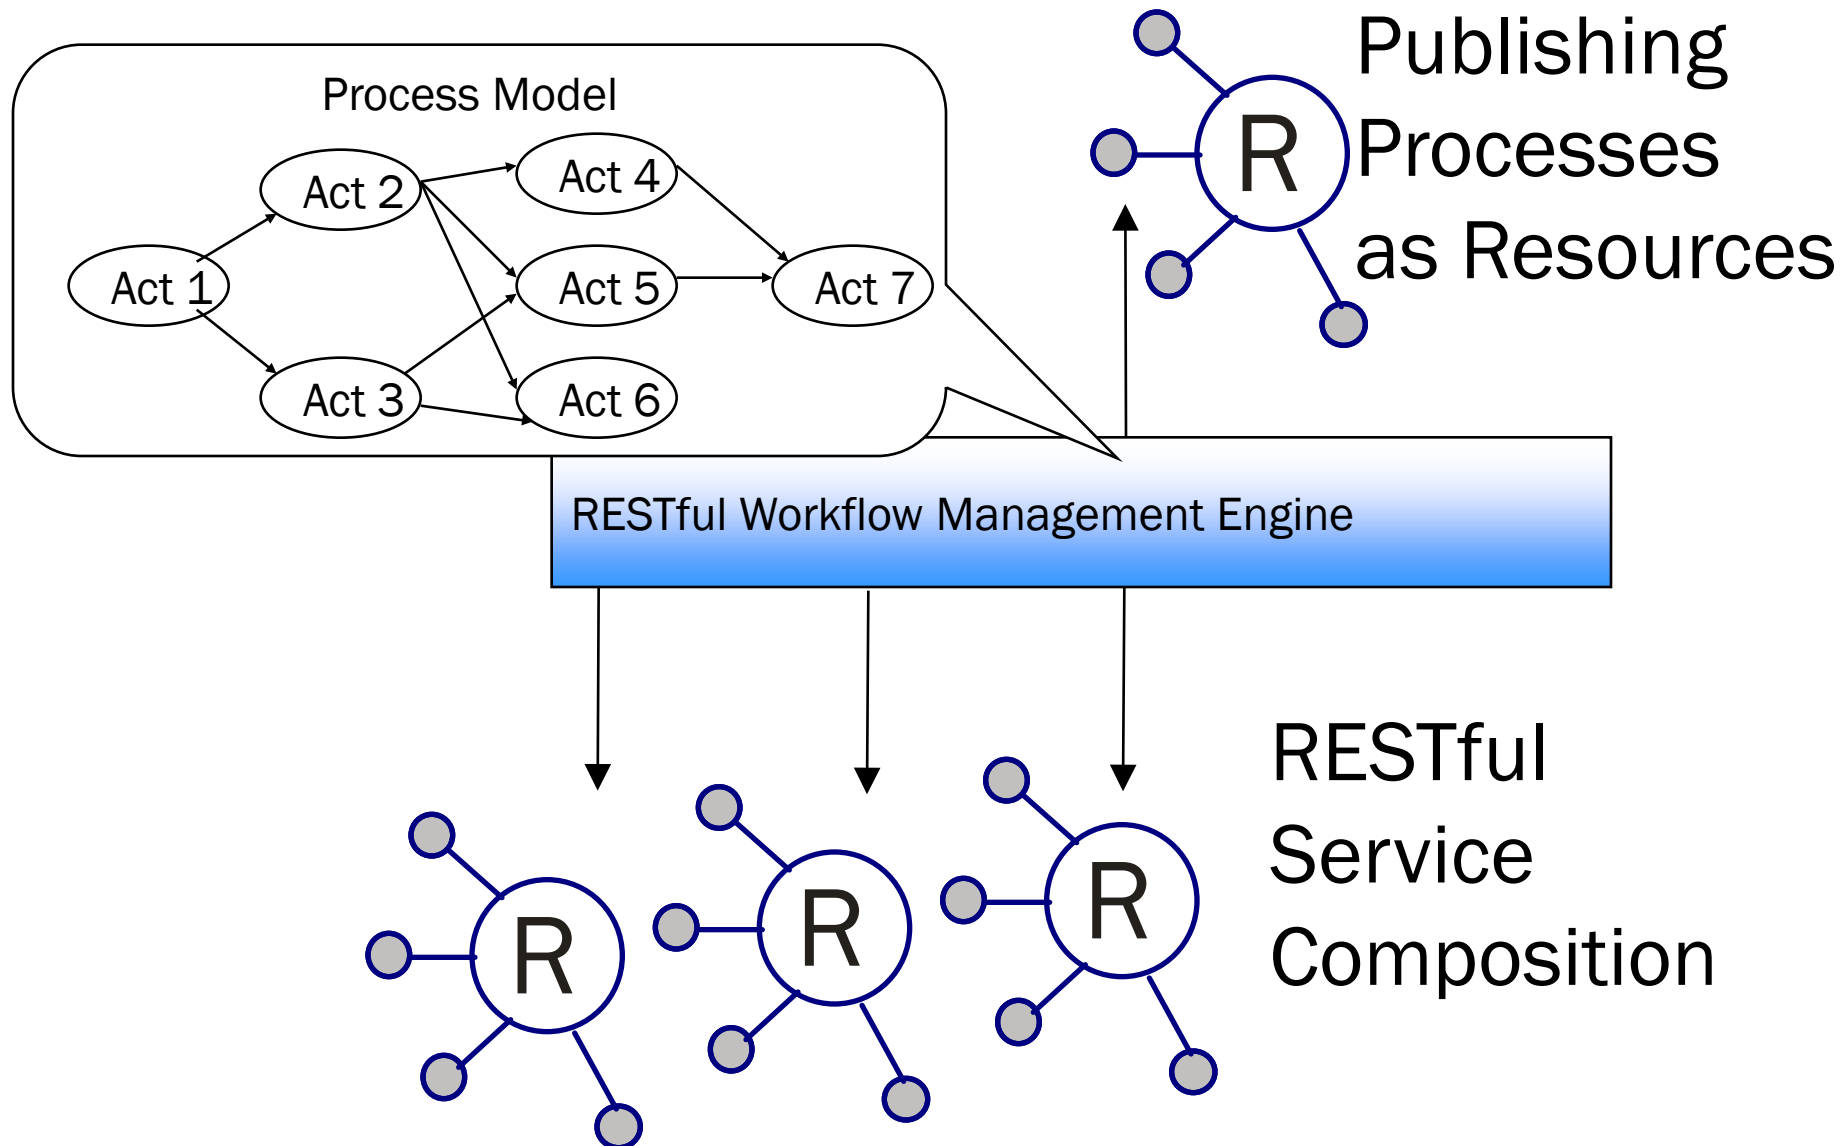 Process Model
Act 1
Act 2
Act 3
Act 4
Act 5
Act 6
Act 7
R
Publishing
Processes
as Resources
RESTful Workflow Management Engine
R
R
R
RESTful
Service
Composition